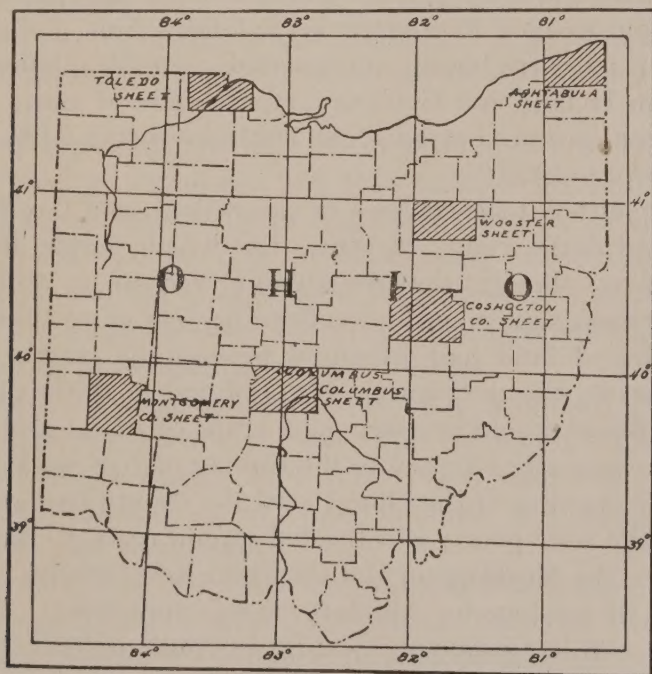 84° 83° 82° 81°
TOLEDO
SHEET
ASHTABULA
SHEET
41° 41°
WOOSTER
SHEET
O H I O
COSHOCTON
CO. SHEET
40° 40°
COLUMBUS
COLUMBUS
SHEET
MONTGOMERY
CO. SHEET
39° 39°
84° 83° 82° 81°